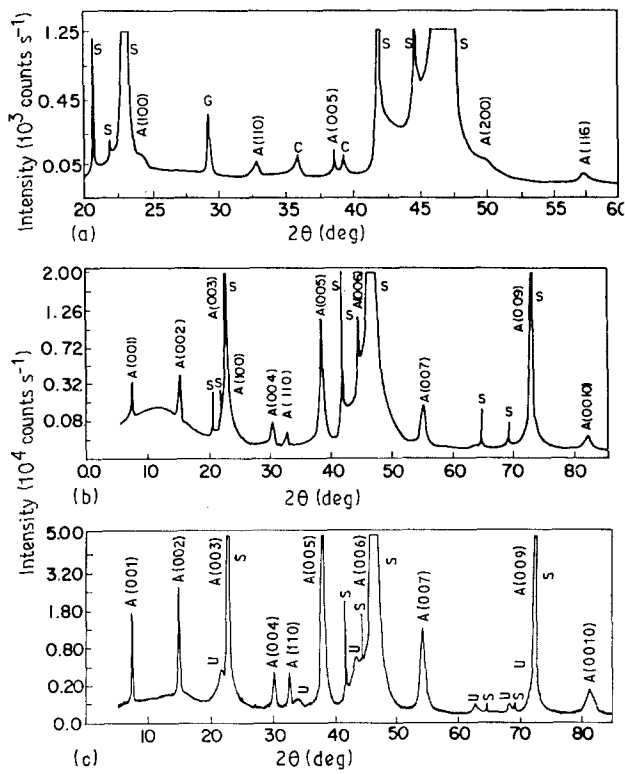 Intensity (10³ counts s⁻¹)
1.25
0.45
0.05
S
S
S
A(100)
G
A(110)
C
A(005)
C
S
S
S
A(200)
A(116)
20 25 30 35 40 45 50 55 60
(a)
2θ (deg)
Intensity (10⁴ counts s⁻¹)
2.00
1.26
0.72
0.32
0.08
A(001)
A(002)
S
S
A(003)
S
A(100)
A(004)
A(110)
A(005)
S
S
A(006)
S
A(007)
S
S
A(009)
S
A(0010)
0.0 10 20 30 40 50 60 70 80
(b)
2θ (deg)
5.00
3.20
1.80
0.80
0.20
0.0
A(001)
A(002)
U
A(003)
S
A(004)
A(110)
U
A(005)
S
U
S
A(006)
S
A(007)
U
S
U
S
U
A(009)
S
A(0010)
10 20 30 40 50 60 70 80
(c)
2θ (deg)